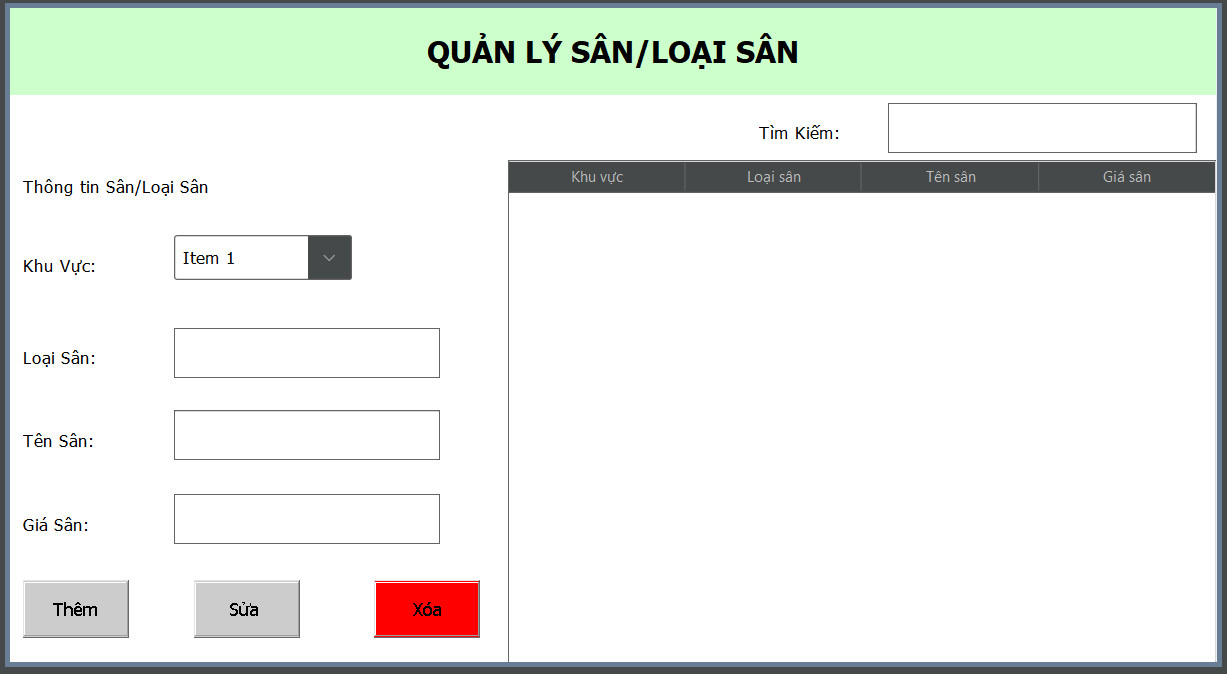 QUẢN LÝ SÂN/LOẠI SÂN
Tìm Kiếm:
Thông tin Sân/Loại Sân
Khu Vực:
Item 1
Loại Sân:
Tên Sân:
Giá Sân:
Thêm
Sửa
Xóa
Khu vực Loại sân Tên sân Giá sân